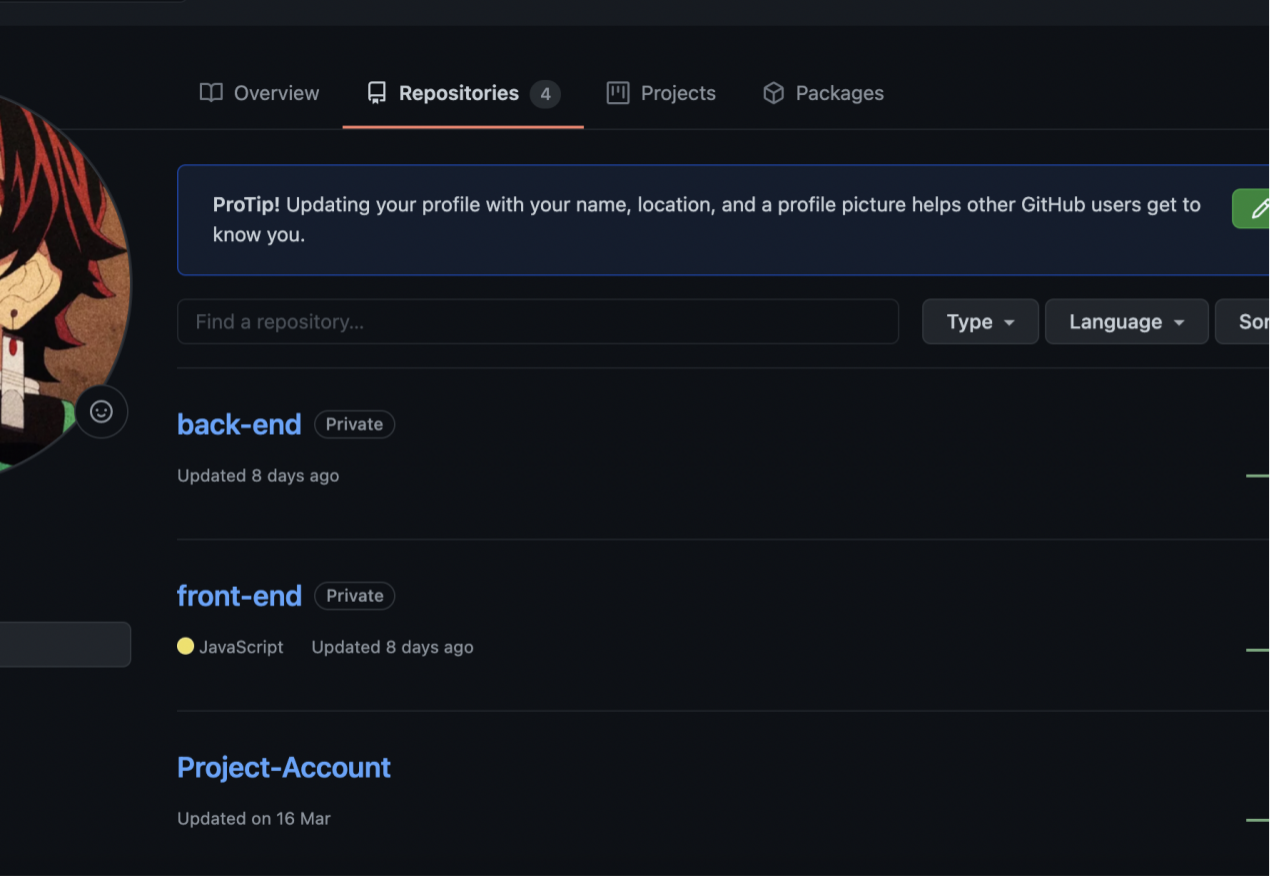 Overview Repositories 4 Projects Packages
ProTip! Updating your profile with your name, location, and a profile picture helps other GitHub users get to
know you.
Find a repository... Type Language Sor
back-end Private
Updated 8 days ago
front-end Private
JavaScript Updated 8 days ago
Project-Account
Updated on 16 Mar